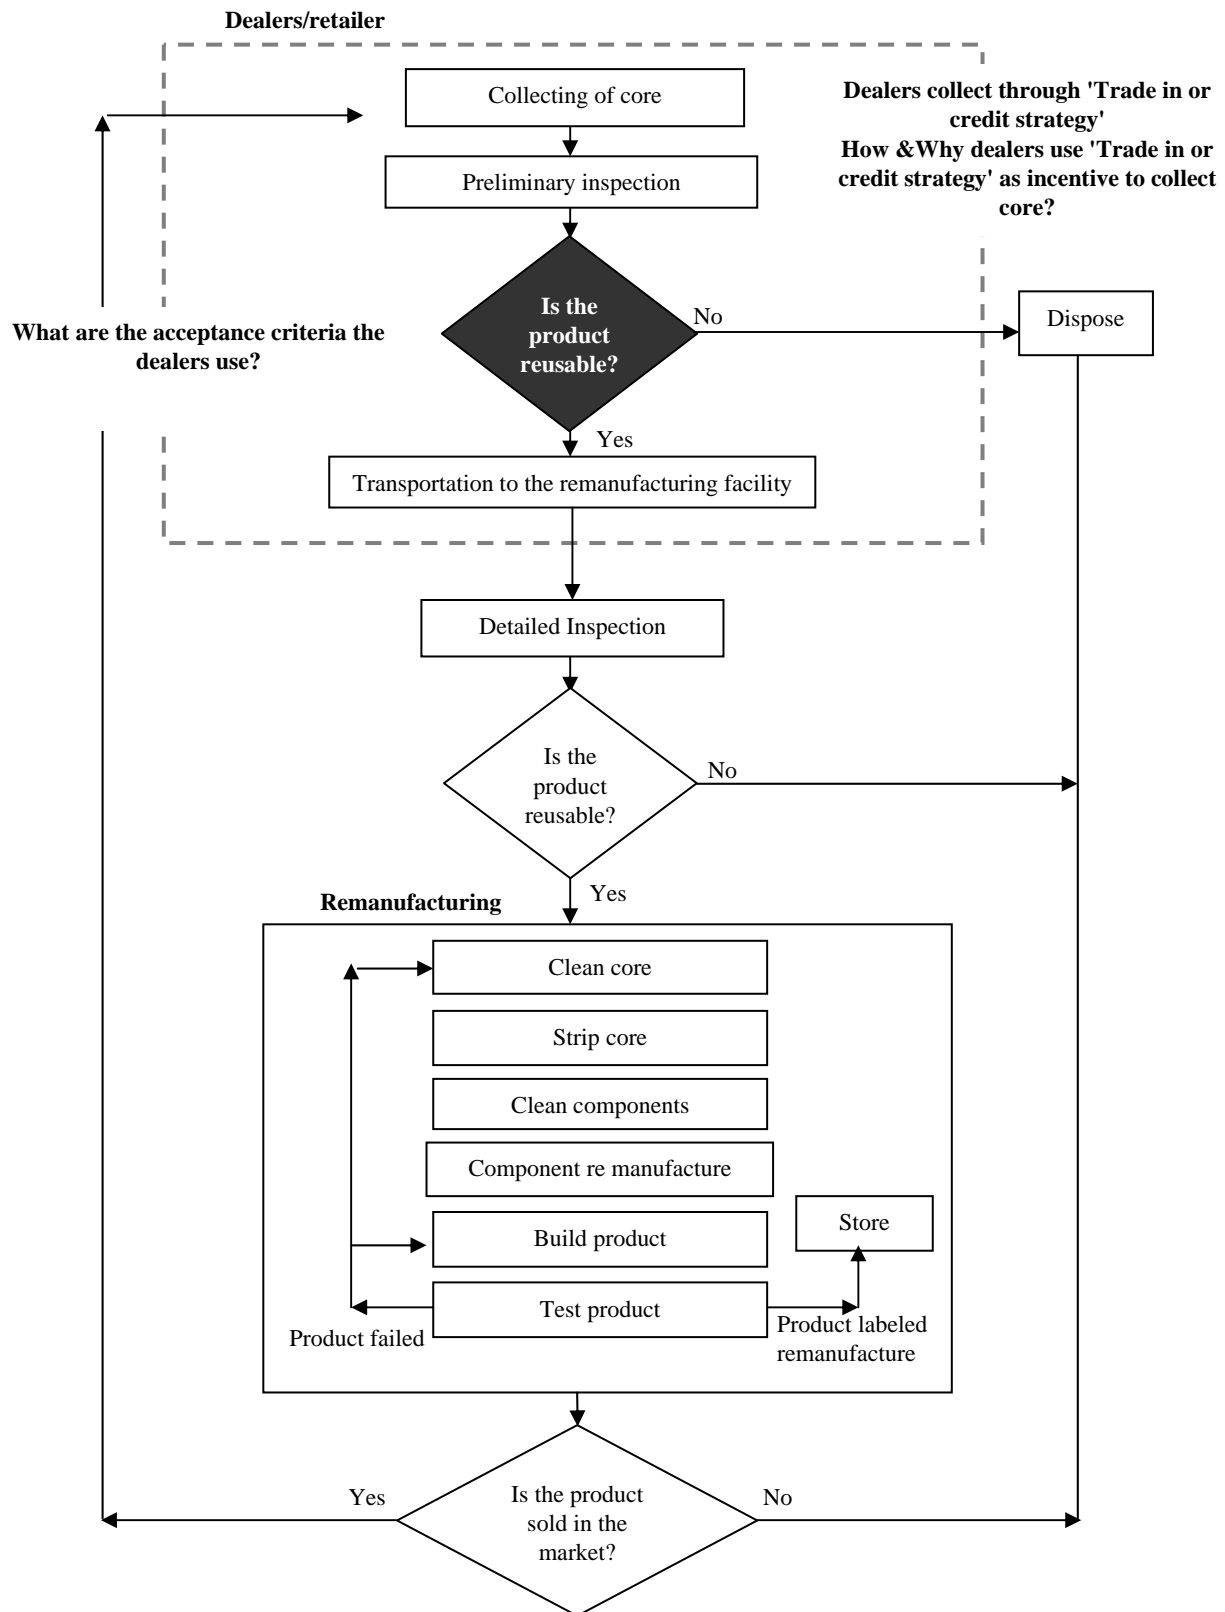 Dealers/retailer
Collecting of core
Dealers collect through 'Trade in or
credit strategy'
How &Why dealers use 'Trade in or
credit strategy' as incentive to collect
core?
Preliminary inspection
Is the
product
reusable?
No
Dispose
What are the acceptance criteria the
dealers use?
Yes
Transportation to the remanufacturing facility
Detailed Inspection
Is the
product
reusable?
No
Yes
Remanufacturing
Clean core
Strip core
Clean components
Component re manufacture
Store
Build product
Test product
Product failed
Product labeled
remanufacture
Yes
Is the product
sold in the
market?
No